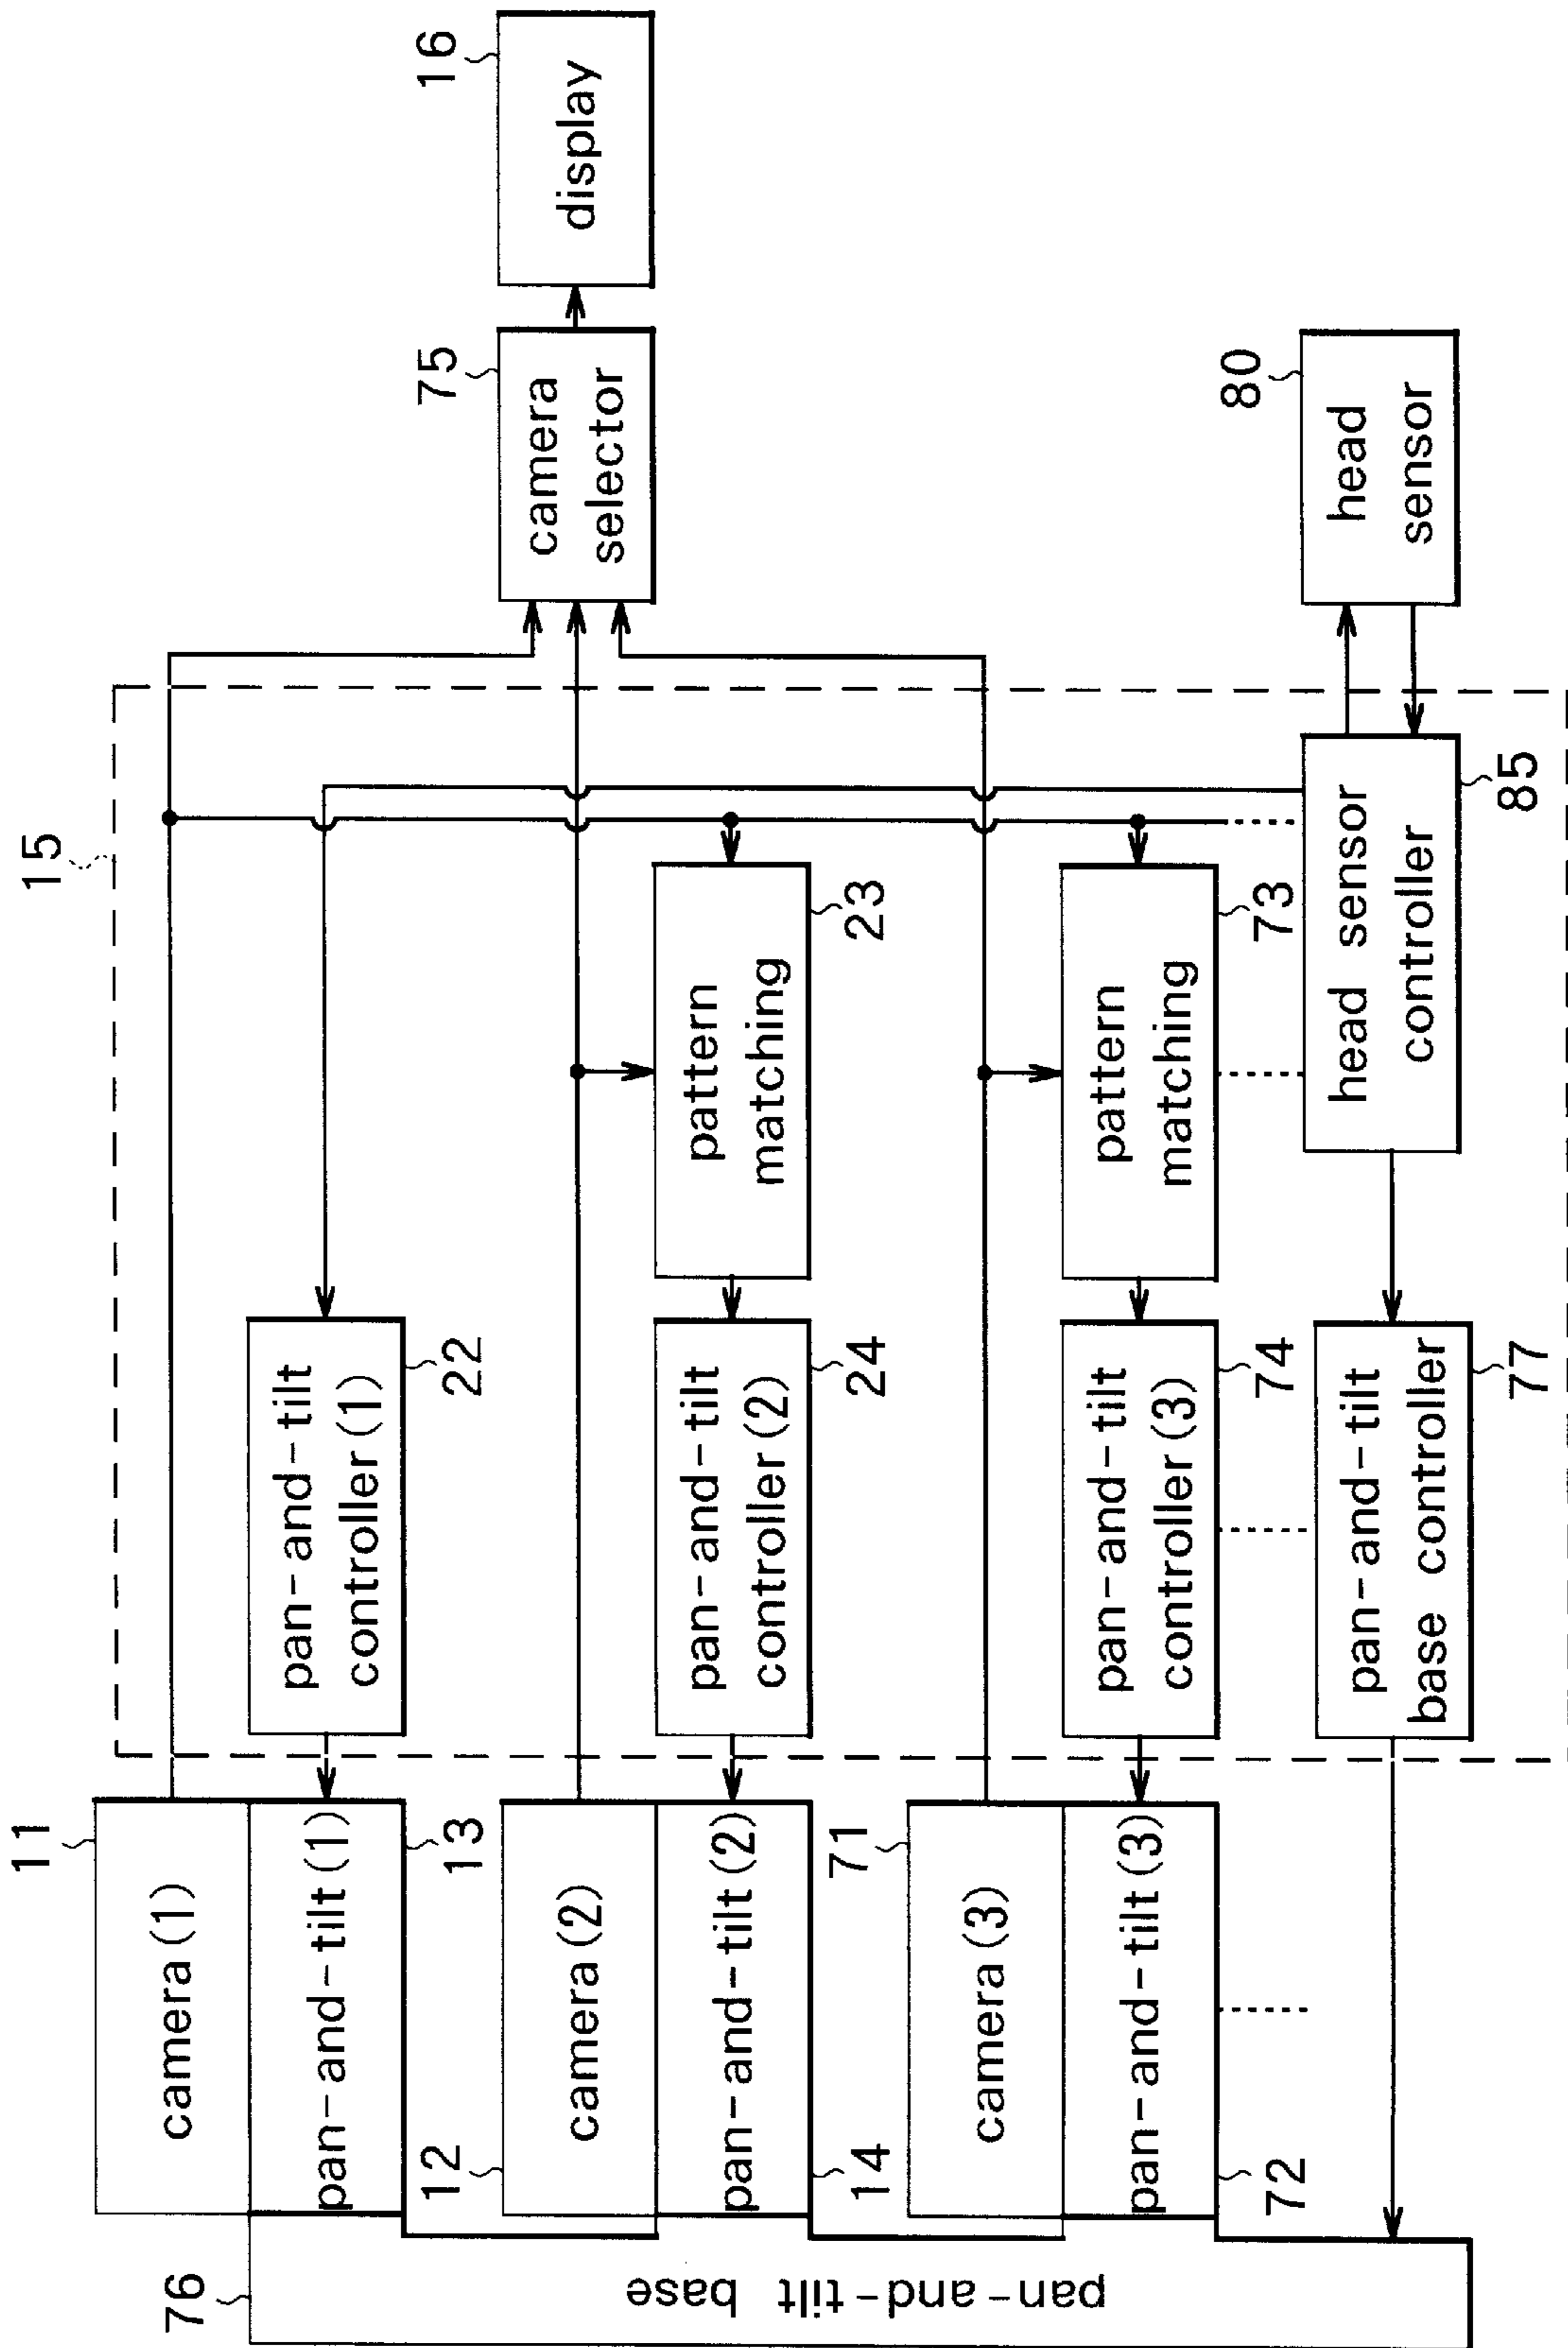 11
camera (1)
pan-and-tilt (1)
13
12
camera (2)
pan-and-tilt (2)
14
71
camera (3)
pan-and-tilt (3)
72
76
pan-and-tilt base
15
pan-and-tilt
controller (1)
22
pan-and-tilt
controller (2)
24
pan-and-tilt
controller (3)
74
pan-and-tilt
base controller
77
pattern
matching
23
pattern
matching
73
head sensor
controller
85
75
camera
selector
16
display
80
head
sensor